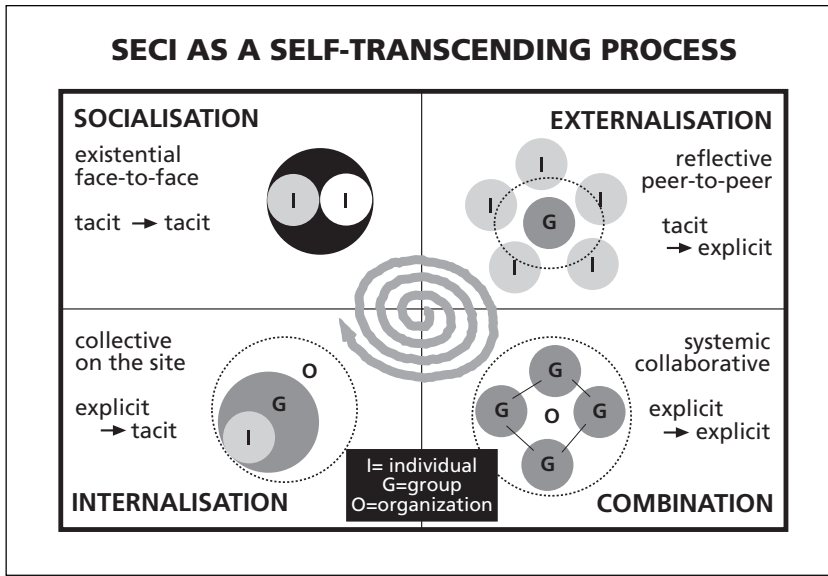 SECI AS A SELF-TRANSCENDING PROCESS
SOCIALISATION
existential
face-to-face
tacit → tacit
I I
EXTERNALISATION
reflective
peer-to-peer
tacit
→ explicit
I
I I
G
I I
collective
on the site
explicit
→ tacit
INTERNALISATION
O
G
I
systemic
collaborative
explicit
→ explicit
COMBINATION
G
G O G
G
I= individual
G=group
O=organization